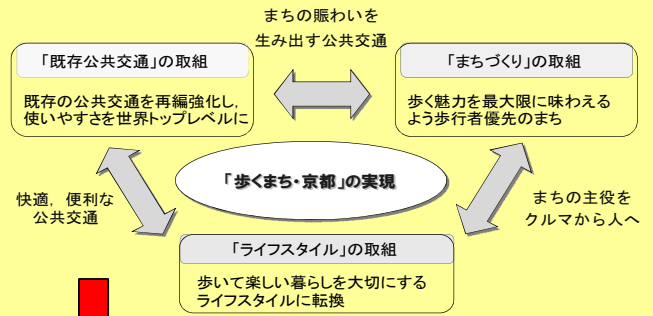 まちの賑わいを
生み出す公共交通
「既存公共交通」の取組
既存の公共交通を再編強化し,
使いやすさを世界トップレベルに
「まちづくり」の取組
歩く魅力を最大限に味わえる
よう歩行者優先のまち
「歩くまち・京都」の実現
快適，便利な
公共交通
まちの主役を
クルマから人へ
「ライフスタイル」の取組
歩いて楽しい暮らしを大切にする
ライフスタイルに転換